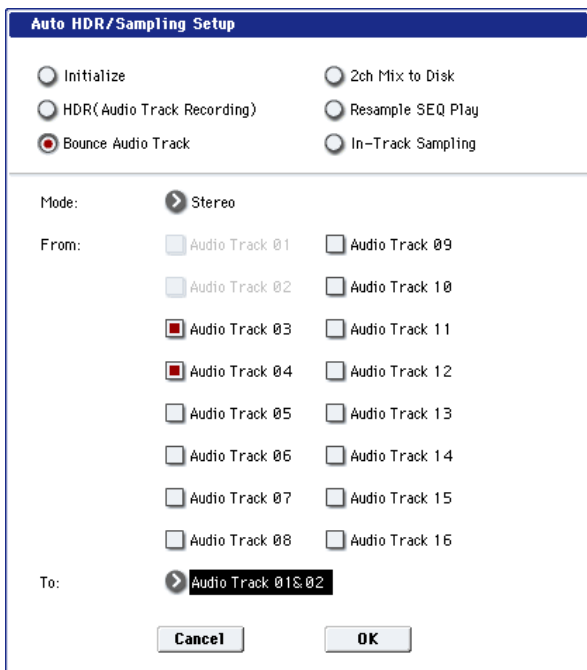 Auto HDR/Sampling Setup
Initialize
2ch Mix to Disk
HDR(Audio Track Recording)
Resample SEQ Play
Bounce Audio Track
In-Track Sampling
Mode:
Stereo
From:
Audio Track 01
Audio Track 09
Audio Track 02
Audio Track 10
Audio Track 03
Audio Track 11
Audio Track 04
Audio Track 12
Audio Track 05
Audio Track 13
Audio Track 06
Audio Track 14
Audio Track 07
Audio Track 15
Audio Track 08
Audio Track 16
To:
Audio Track 01&02
Cancel
OK